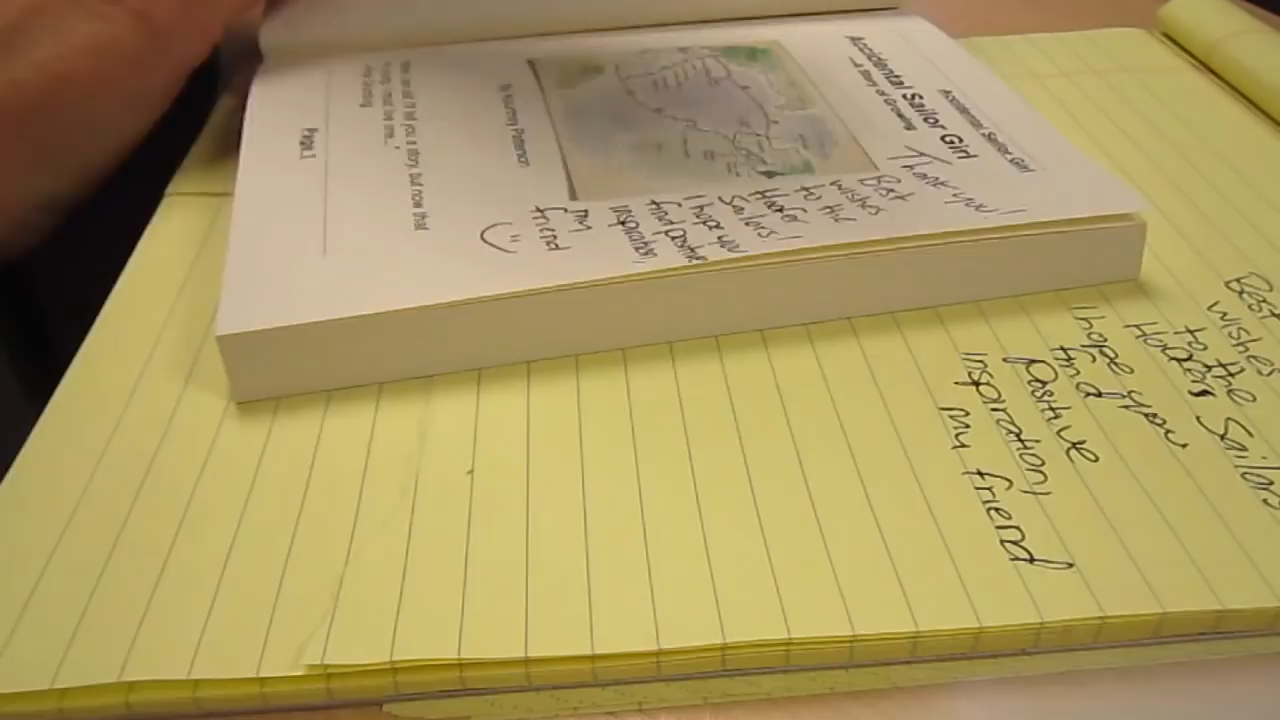 Accidental Sailor Girl
Accidental Sailor Girl
—A Story of Growing
Thank you!
Best
wishes
to the
Sailors!
I hope you
find positive
inspiration,
my
friend
By Kourtney Patterson
Page 1
Best
wishes
to the
Sailors
I hope you
find
positive
inspiration,
my friend